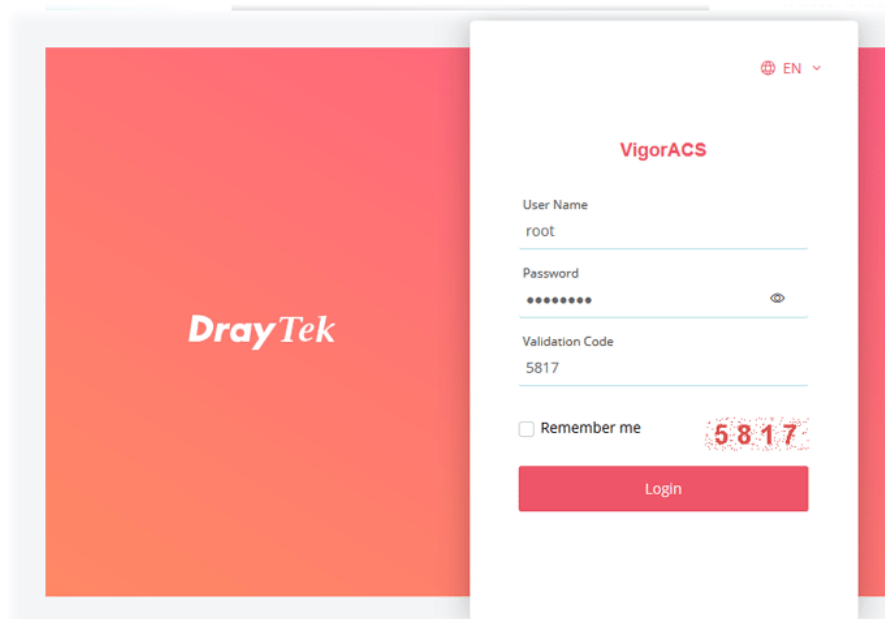 DrayTek
EN
VigorACS
User Name
root
Password
••••••••
Validation Code
5817
Remember me
5817
Login